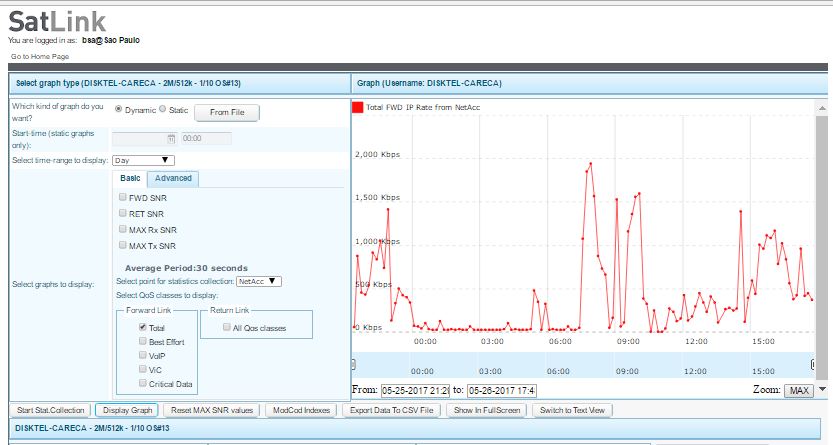 SatLink
You are logged in as: bsa@Sao Paulo
Go to Home Page
Select graph type (DISKTEL-CARECA - 2M/512k - 1/10 OS#13)
Which kind of graph do you want?
Dynamic Static From File
Start-time (static graphs only):
00:00
Select time-range to display: Day
Select graphs to display:
Basic Advanced
FWD SNR
RET SNR
MAX Rx SNR
MAX Tx SNR
Average Period:30 seconds
Select point for statistics collection: NetAcc
Select QoS classes to display:
Forward Link
Total
Best Effort
VoIP
ViC
Critical Data
Return Link
All Qos classes
Graph (Username: DISKTEL-CARECA)
Total FWD IP Rate from NetAcc
2,000 Kbps
1,500 Kbps
1,000 Kbps
500 Kbps
0 Kbps
00:00 03:00 06:00 09:00 12:00 15:00
00:00 03:00 06:00 09:00 12:00 15:00
From: 05-25-2017 21:2 to: 05-26-2017 17:4 Zoom: MAX
Start Stat.Collection Display Graph Reset MAX SNR values ModCod Indexes Export Data To CSV File Show In FullScreen Switch to Text View
DISKTEL-CARECA - 2M/512k - 1/10 OS#13